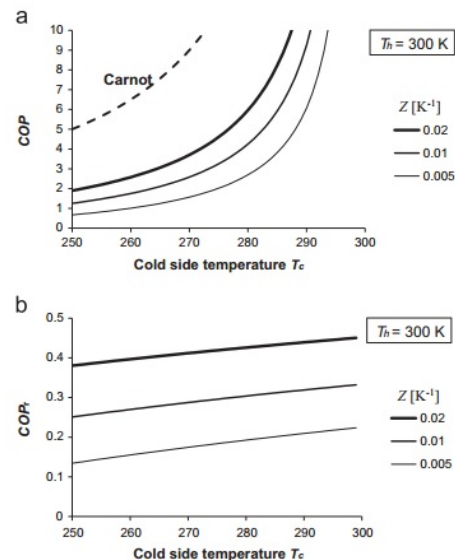 a
COP
10
9
8
7
6
5
4
3
2
1
0
Carnot
Th = 300 K
Z [K-1]
0.02
0.01
0.005
250 260 270 280 290 300
Cold side temperature Tc
b
COPr
0.5
0.4
0.3
0.2
0.1
0
Th = 300 K
Z [K-1]
0.02
0.01
0.005
250 260 270 280 290 300
Cold side temperature Tc